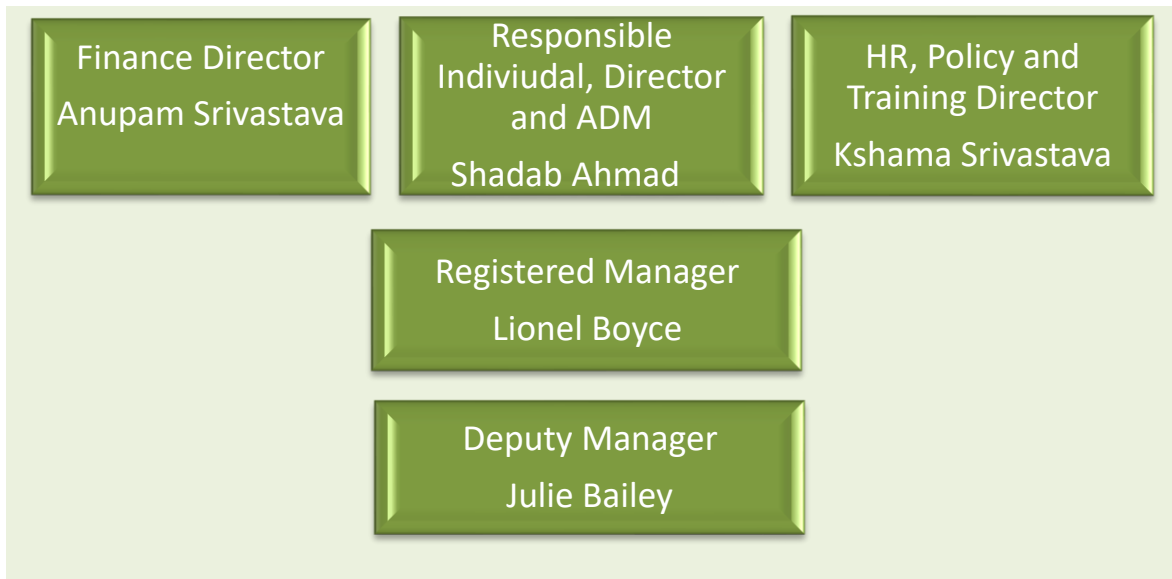 Finance Director
Anupam Srivastava
Responsible
Indiviudal, Director
and ADM
Shadab Ahmad
HR, Policy and
Training Director
Kshama Srivastava
Registered Manager
Lionel Boyce
Deputy Manager
Julie Bailey